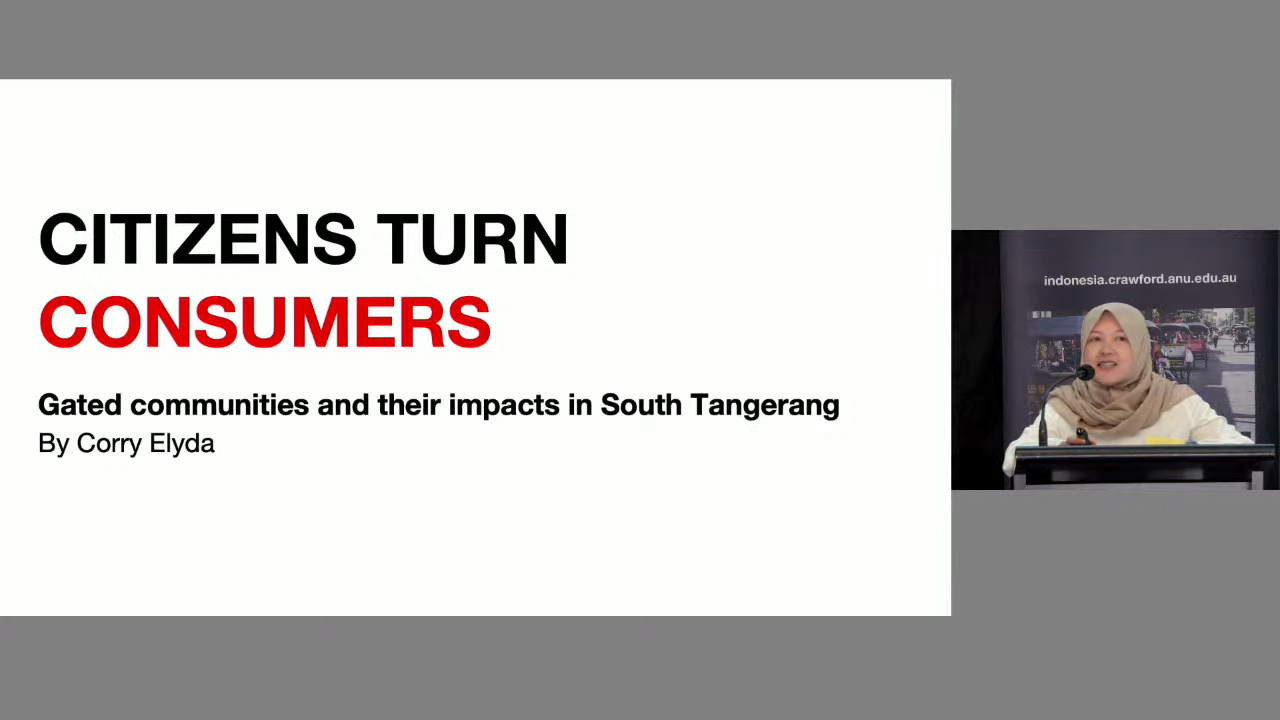 CITIZENS TURN
CONSUMERS
Gated communities and their impacts in South Tangerang
By Corry Elyda
indonesia.crawford.anu.edu.au